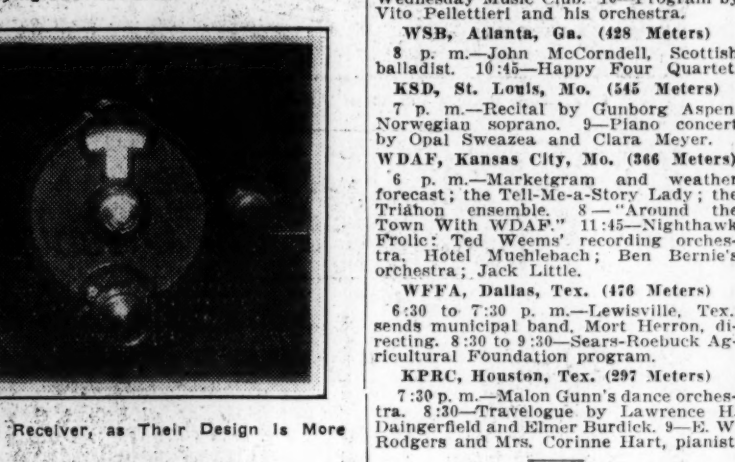 Wednesday Music Club. 10—Program by
Vito Pellettieri and his orchestra.
WSB, Atlanta, Ga. (428 Meters)
8 p. m.—John McCorndell, Scottish
balladist. 10:45—Happy Four Quartet
KSD, St. Louis, Mo. (545 Meters)
7 p. m.—Recital by Gunborg Aspen
Norwegian soprano. 9—Piano concert
by Opal Sweazea and Clara Meyer.
WDAF, Kansas City, Mo. (366 Meters)
6 p. m.—Marketgram and weather
forecast; the Tell-Me-a-Story Lady; the
Trianon ensemble. 8—"Around the
Town With WDAF." 11:45—Nighthawk
Frolic: Ted Weems' recording orches-
tra, Hotel Muehlebach; Ben Bernie's
orchestra; Jack Little.
WFFA, Dallas, Tex. (476 Meters)
6:30 to 7:30 p. m.—Lewisville, Tex.
sends municipal band, Mort Herron, di-
recting. 8:30 to 9:30—Sears-Roebuck Ag-
ricultural Foundation program.
KPRC, Houston, Tex. (297 Meters)
7:30 p. m.—Malon Gunn's dance orches-
tra. 8:30—Travelogue by Lawrence H.
Daingerfield and Elmer Burdick. 9—E. W
Rodgers and Mrs. Corinne Hart, pianist
Receiver, as Their Design Is More